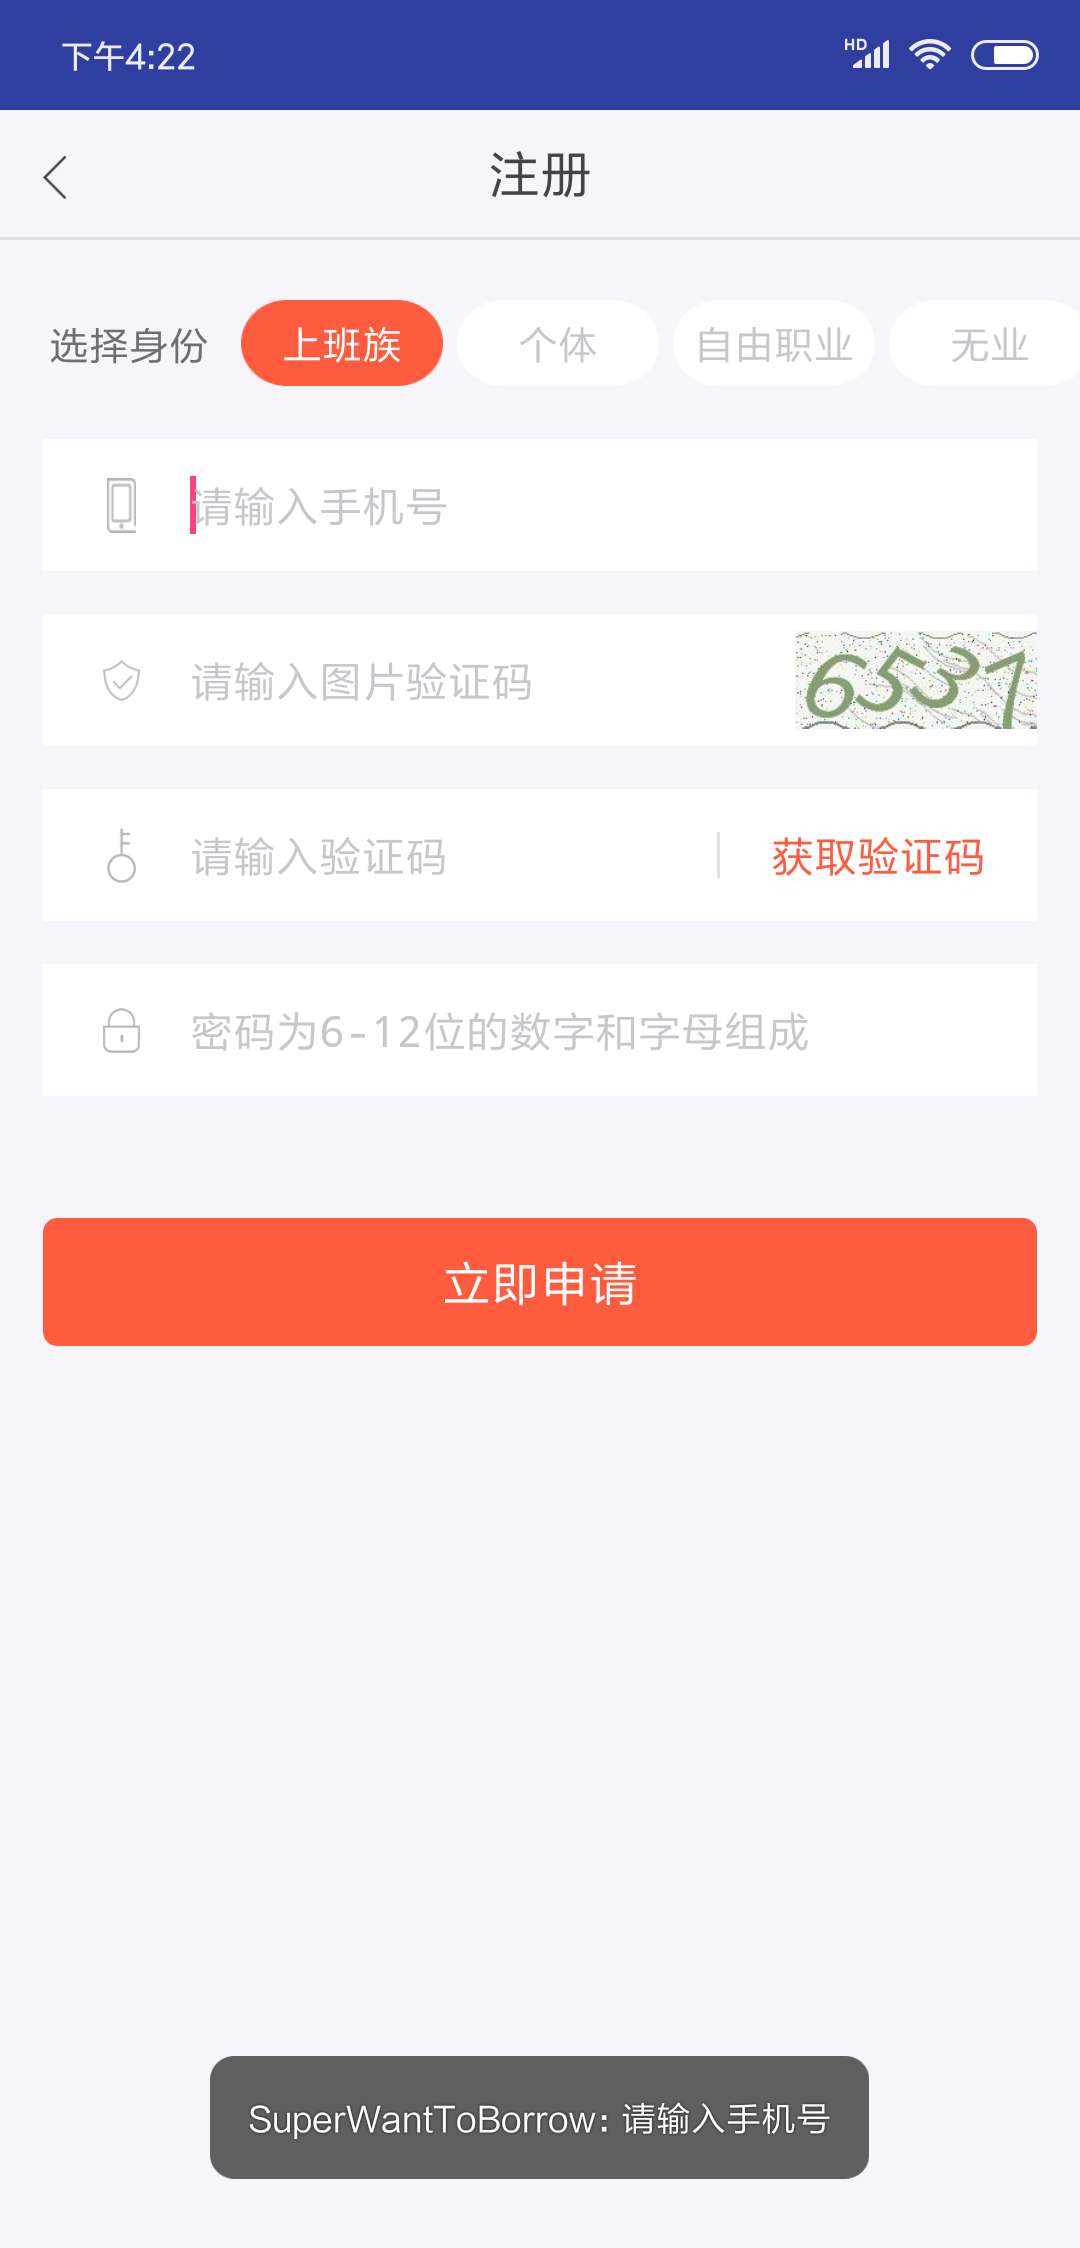 下午4:22
HD
注册
选择身份 上班族 个体 自由职业 无业
请输入手机号
请输入图片验证码 6537
请输入验证码 获取验证码
密码为6-12位的数字和字母组成
立即申请
SuperWantToBorrow: 请输入手机号